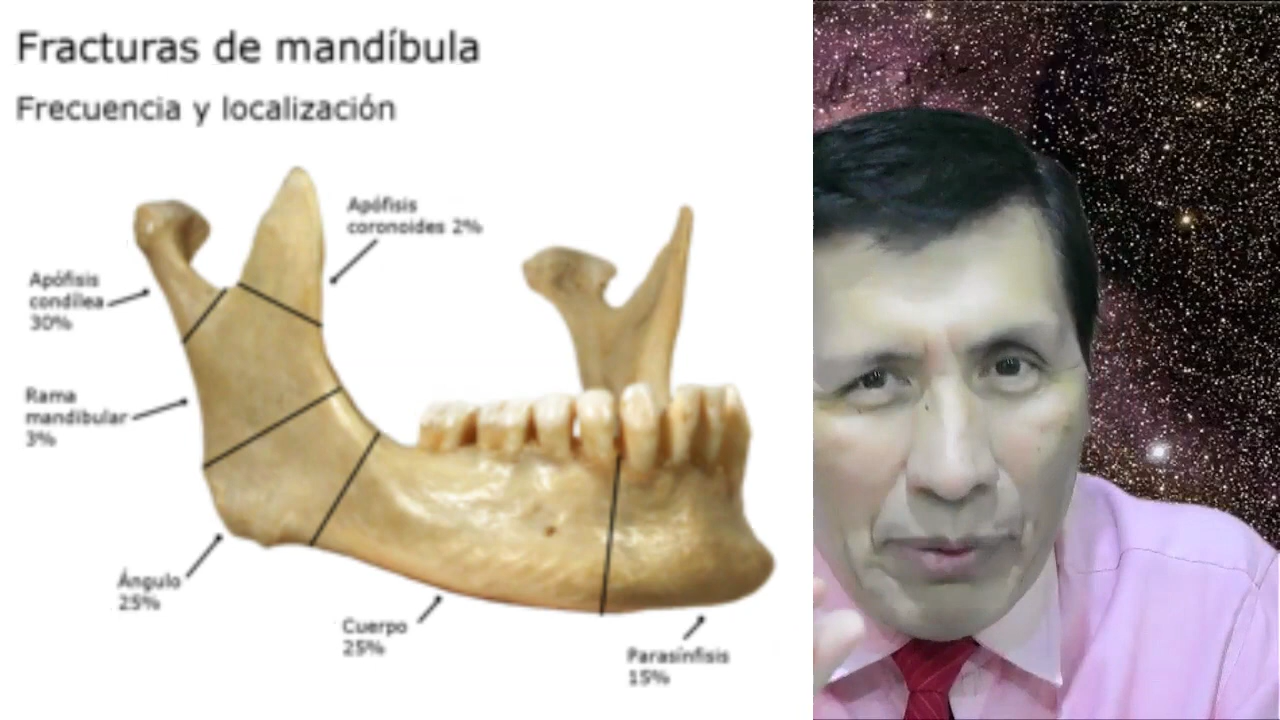 Fracturas de mandíbula
Frecuencia y localización
Apófisis
coronoides 2%
Apófisis
condílea
30%
Rama
mandibular
3%
Ángulo
25%
Cuerpo
25%
Parasínfisis
15%